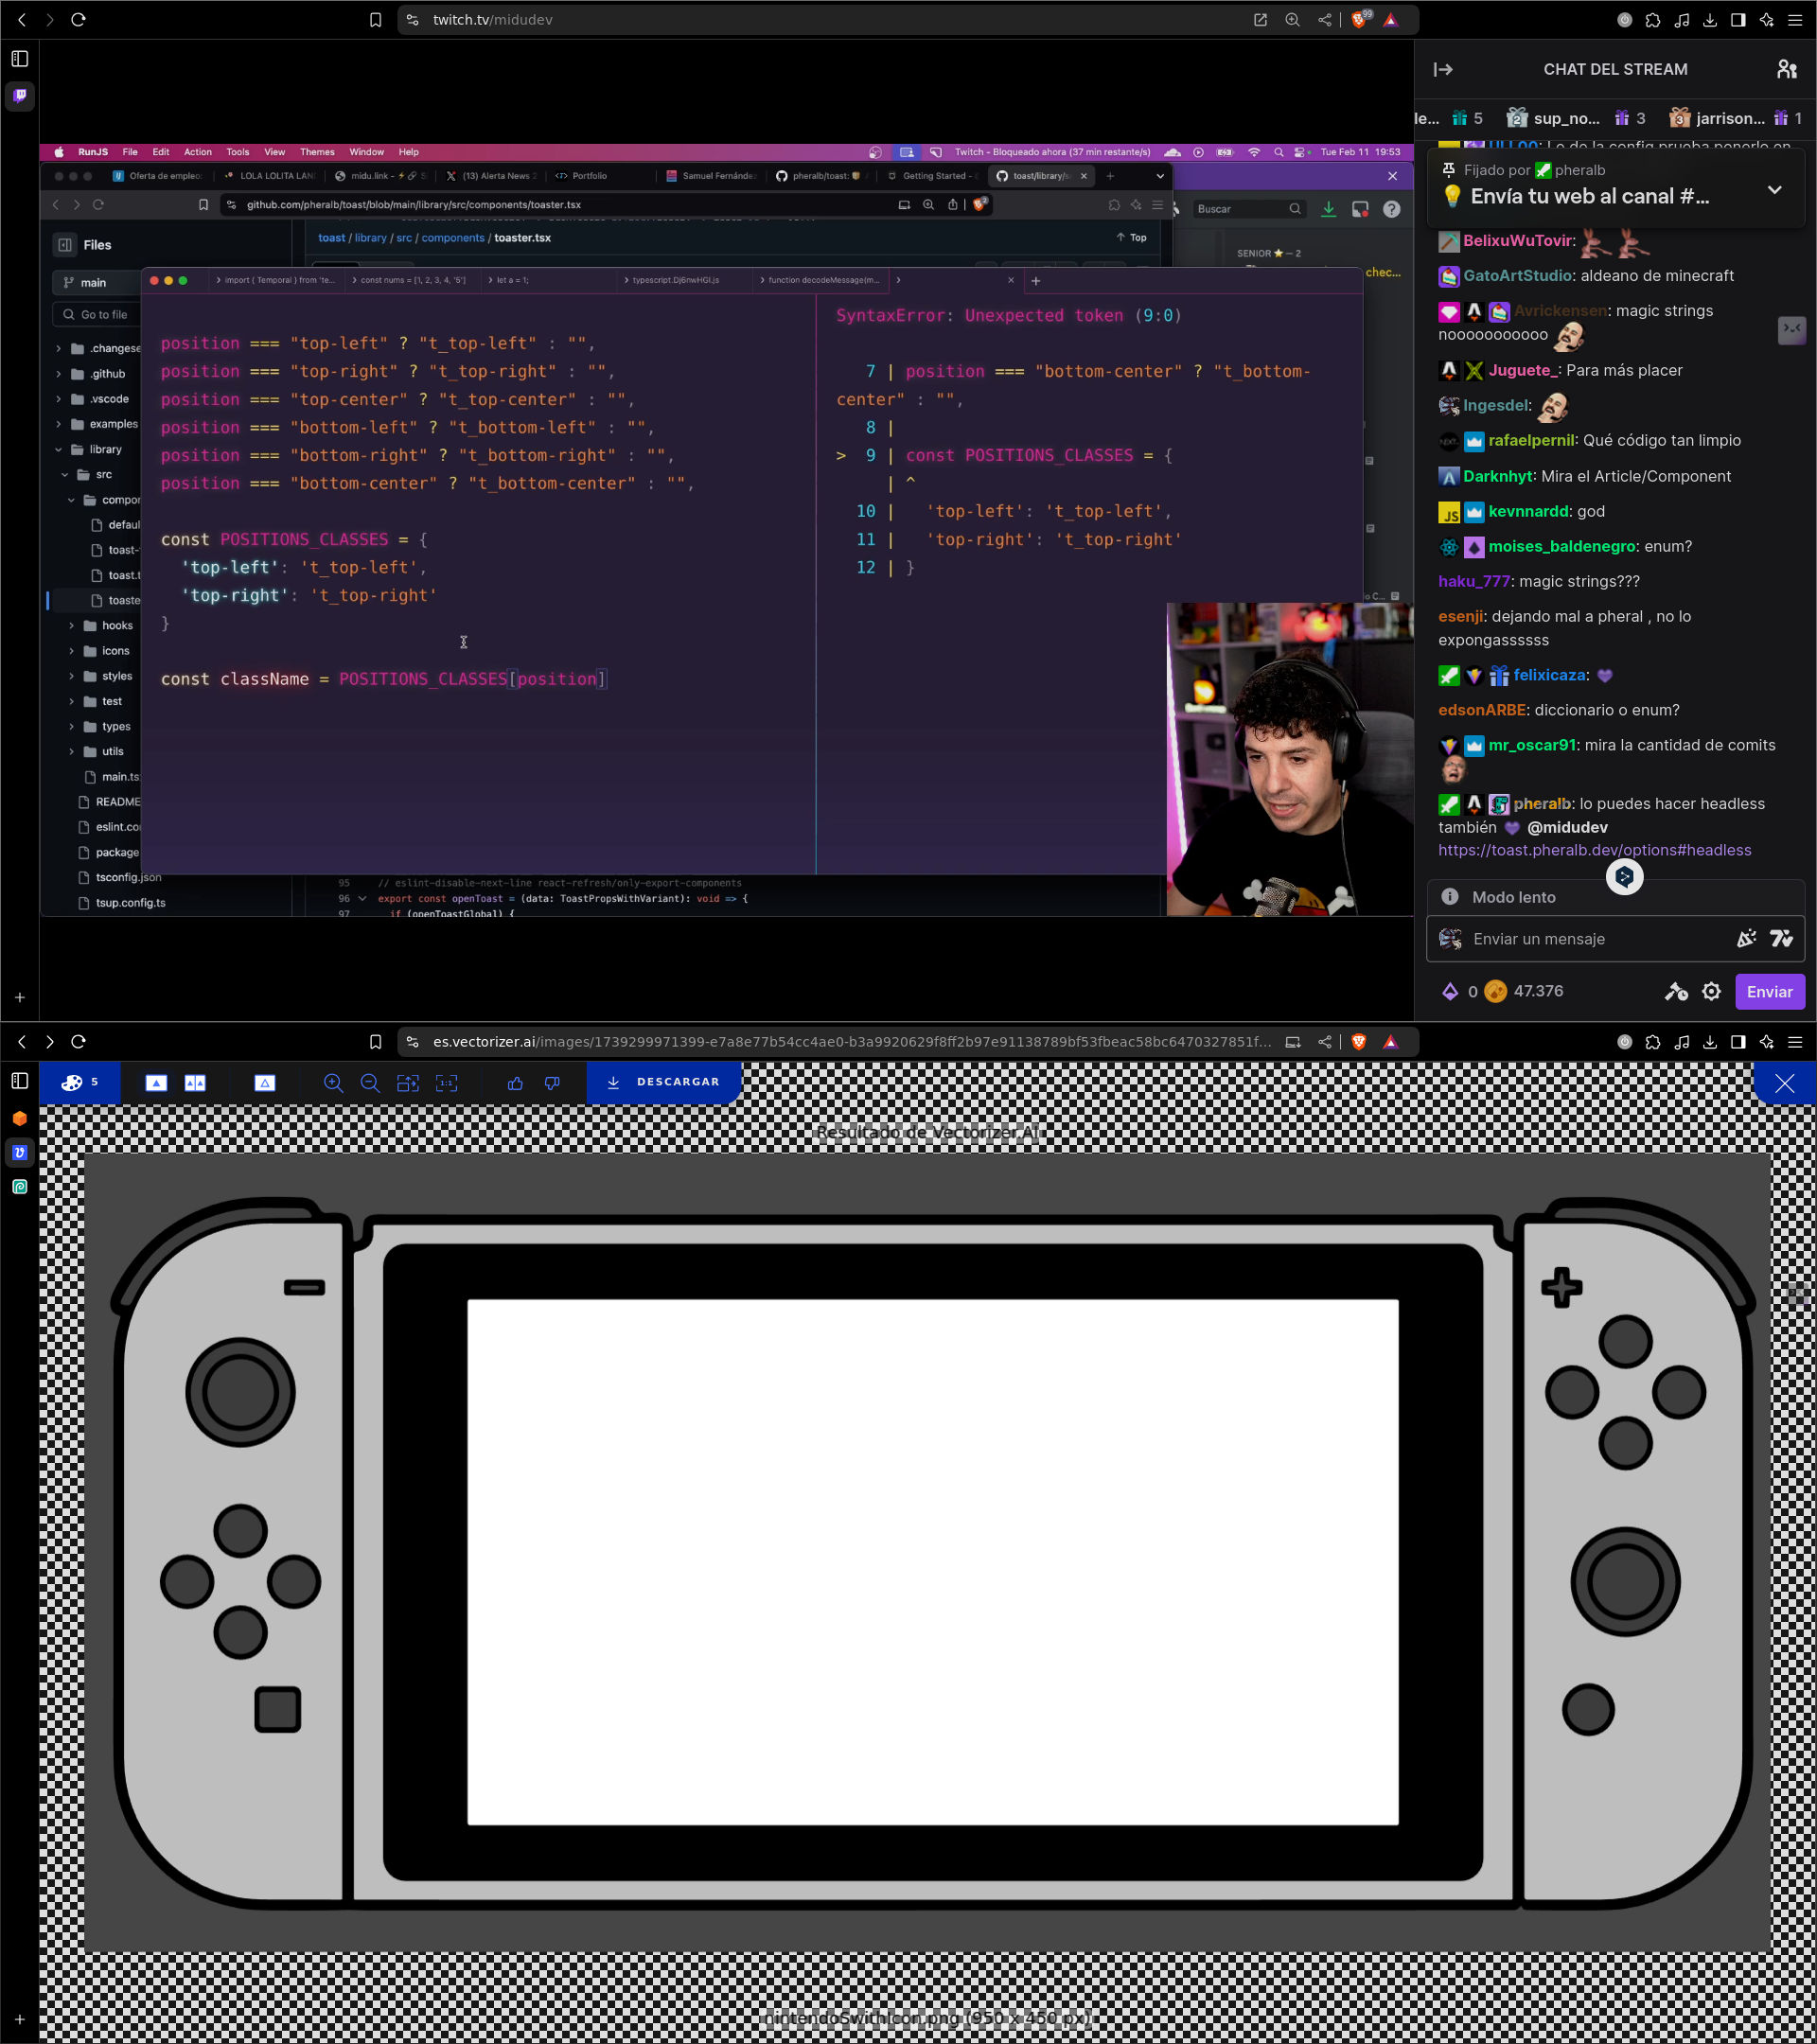 twitch.tv/midudev
99
RunJS File Edit Action Tools View Themes Window Help
Twitch - Bloqueado ahora (37 min restante/s)
Tue Feb 11 19:53
Oferta de empleo:
LOLA LOLITA LAN
midu.link - ⚡
(13) Alerta News 2
Portfolio
Samuel Fernánde
pheralb/toast:
Getting Started -
toast/library/s
github.com/pheralb/toast/blob/main/library/src/components/toaster.tsx
Buscar
Files
toast / library / src / components / toaster.tsx
Top
SENIOR ⭐ — 2
chec...
main
Go to file
.changese
.github
.vscode
examples
library
src
compor
defaul
toast-
toast.t
toaste
hooks
icons
styles
test
types
utils
main.ts
README
eslint.co
package
tsconfig.json
tsup.config.ts
import { Temporal } from 'te...
const nums = [1, 2, 3, 4, '5']
let a = 1;
typescript.Dj6nwHGl.js
function decodeMessage(m...
position === "top-left" ? "t_top-left" : "",
position === "top-right" ? "t_top-right" : "",
position === "top-center" ? "t_top-center" : "",
position === "bottom-left" ? "t_bottom-left" : "",
position === "bottom-right" ? "t_bottom-right" : "",
position === "bottom-center" ? "t_bottom-center" : "",
const POSITIONS_CLASSES = {
'top-left': 't_top-left',
'top-right': 't_top-right'
}
const className = POSITIONS_CLASSES[position]
SyntaxError: Unexpected token (9:0)
7 | position === "bottom-center" ? "t_bottom-
center" : "",
8 |
> 9 | const POSITIONS_CLASSES = {
| ^
10 | 'top-left': 't_top-left',
11 | 'top-right': 't_top-right'
12 | }
95 // eslint-disable-next-line react-refresh/only-export-components
96 export const openToast = (data: ToastPropsWithVariant): void => {
97 if (openToastGlobal) {
CHAT DEL STREAM
le... 5 sup_no... 3 jarrison... 1
Fijado por pheralb
💡 Envía tu web al canal #...
BelixuWuTovir:
GatoArtStudio: aldeano de minecraft
Avrickensen: magic strings
nooooooooooo
Juguete_: Para más placer
Ingesdel:
rafaelpernil: Qué código tan limpio
Darknhyt: Mira el Article/Component
kevnnardd: god
moises_baldenegro: enum?
haku_777: magic strings???
esenji: dejando mal a pheral , no lo
expongassssss
felixicaza: 💜
edsonARBE: diccionario o enum?
mr_oscar91: mira la cantidad de comits
pheralb: lo puedes hacer headless
también 💜 @midudev
https://toast.pheralb.dev/options#headless
Modo lento
Enviar un mensaje
0 47.376
Enviar
es.vectorizer.ai/images/1739299971399-e7a8e77b54cc4ae0-b3a9920629f8ff2b97e91138789bf53fbeac58bc6470327851f...
5
1:1
DESCARGAR
Resultado de Vectorizer.AI
nintendoSwithIcon.png (950 x 450 px)